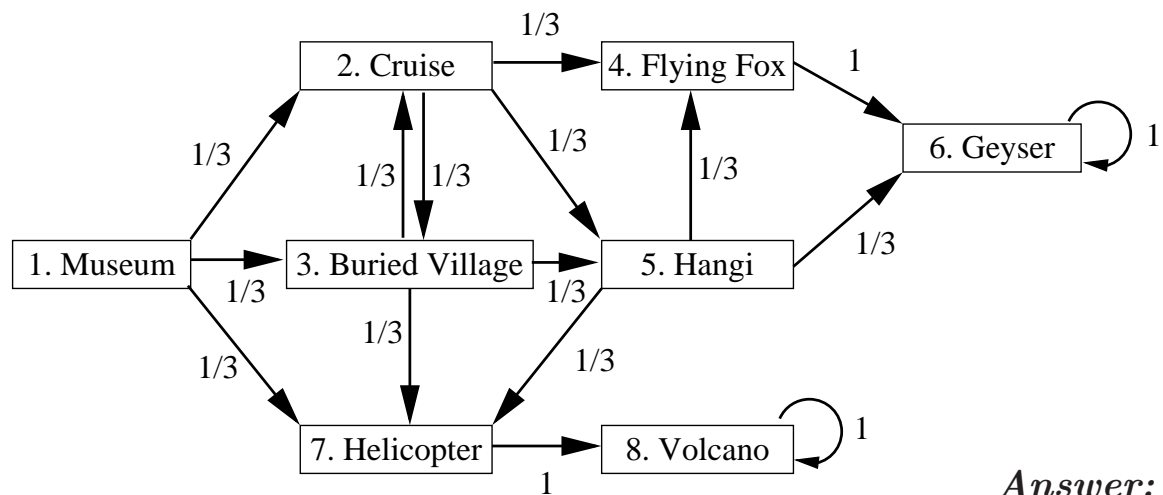 1/3
2. Cruise
4. Flying Fox
1
1/3
1/3
1/3
1/3
1/3
6. Geyser
1
1. Museum
3. Buried Village
5. Hangi
1/3
1/3
1/3
1/3
1/3
1/3
7. Helicopter
8. Volcano
1
1
Answer: